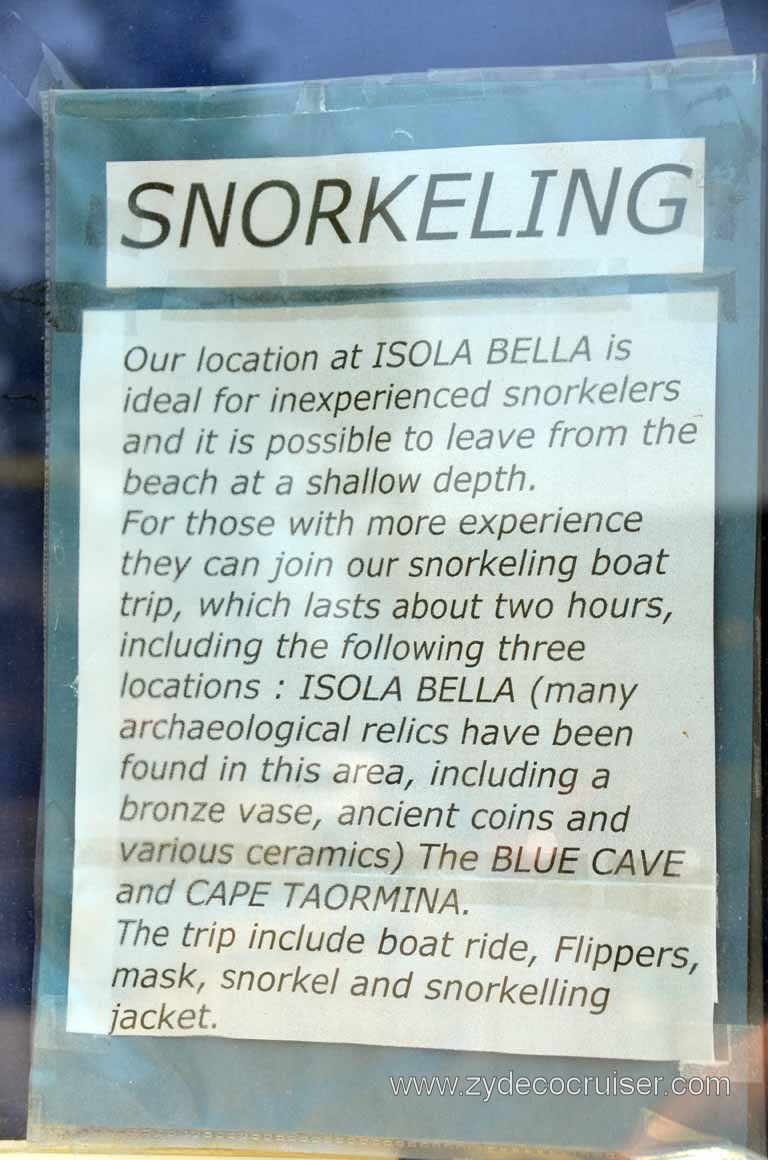 SNORKELING
Our location at ISOLA BELLA is
ideal for inexperienced snorkelers
and it is possible to leave from the
beach at a shallow depth.
For those with more experience
they can join our snorkeling boat
trip, which lasts about two hours,
including the following three
locations : ISOLA BELLA (many
archaeological relics have been
found in this area, including a
bronze vase, ancient coins and
various ceramics) The BLUE CAVE
and CAPE TAORMINA.
The trip include boat ride, Flippers,
mask, snorkel and snorkelling
jacket.
www.zydecocruiser.com